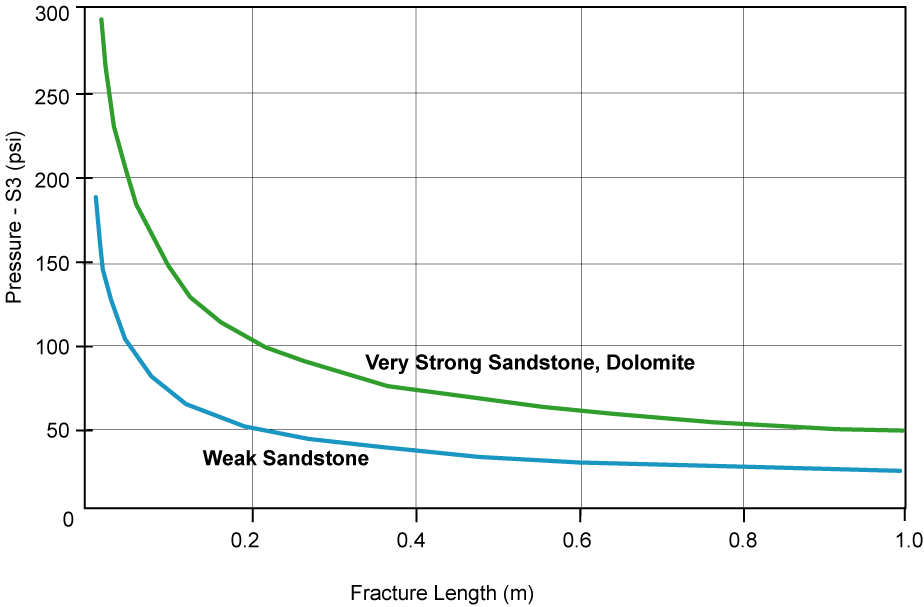 300
250
200
150
100
50
0
Pressure - S3 (psi)
Very Strong Sandstone, Dolomite
Weak Sandstone
0.2 0.4 0.6 0.8 1.0
Fracture Length (m)